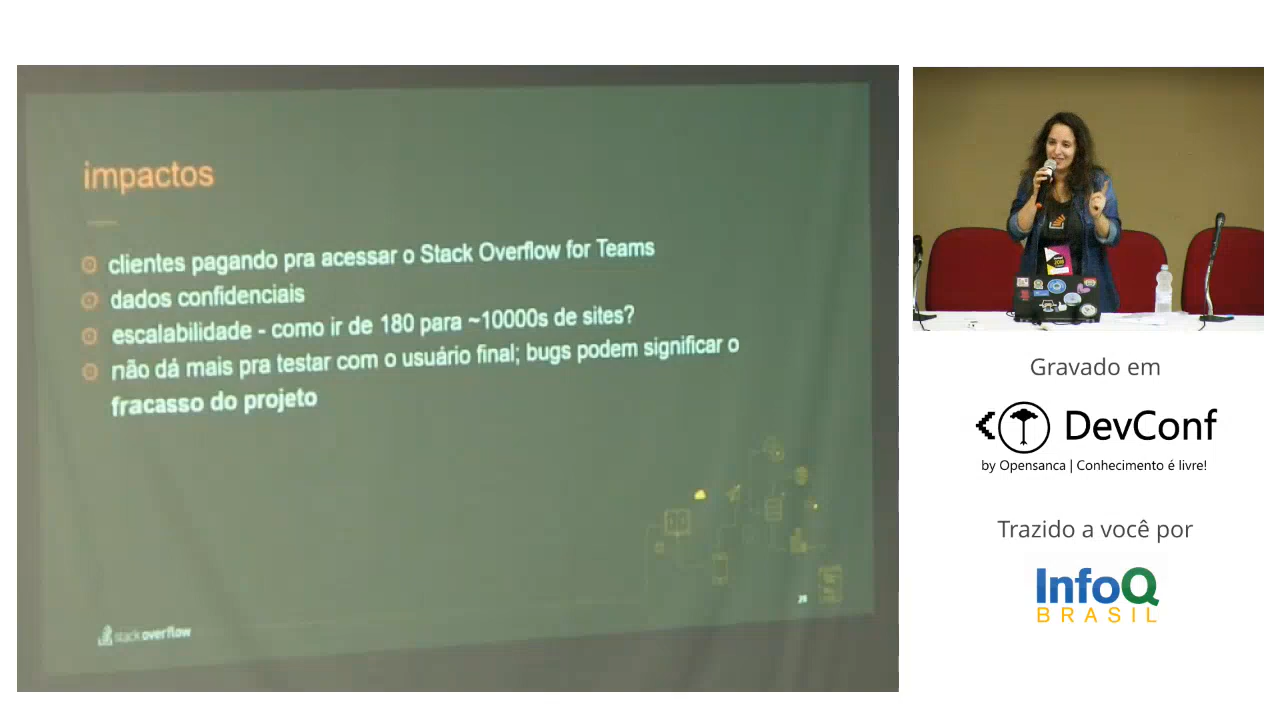 impactos
clientes pagando pra acessar o Stack Overflow for Teams
dados confidenciais
escalabilidade - como ir de 180 para ~10000s de sites?
não dá mais pra testar com o usuário final; bugs podem significar o
fracasso do projeto
stack overflow
Gravado em
DevConf
by Opensanca | Conhecimento é livre!
Trazido a você por
InfoQ
BRASIL